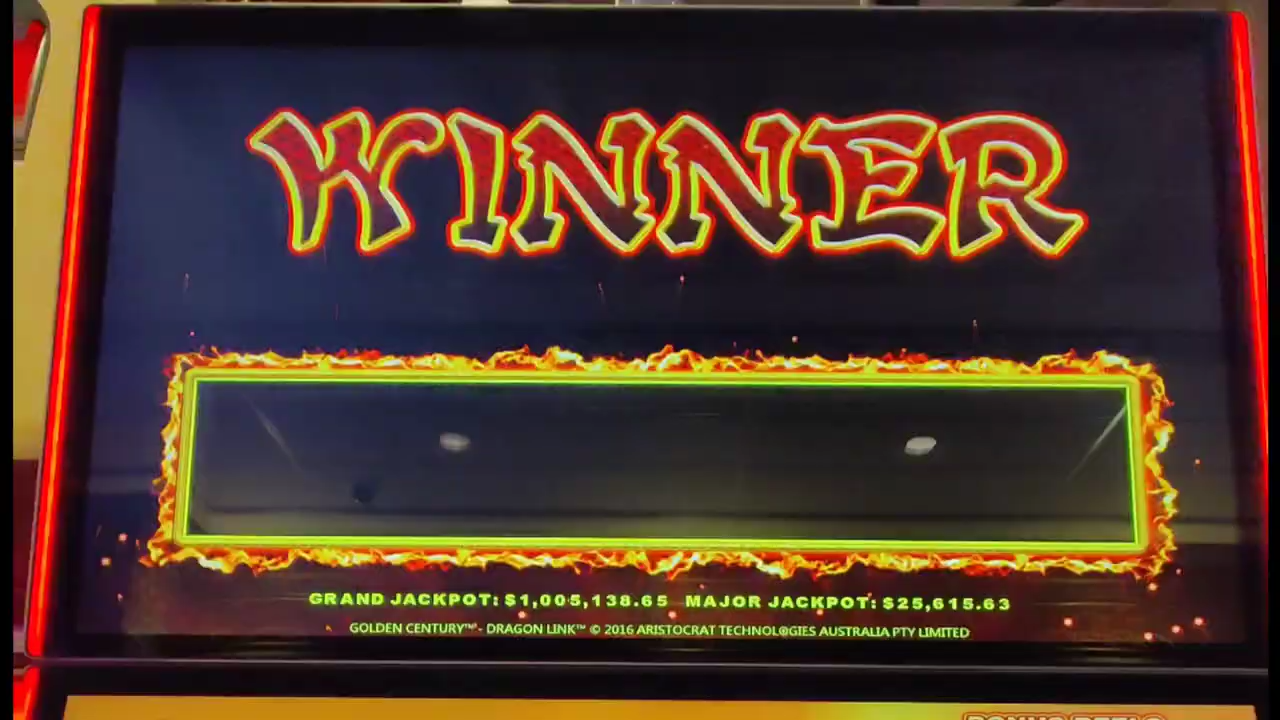 WINNER
GRAND JACKPOT: $1,005,138.65 MAJOR JACKPOT: $25,615.63
GOLDEN CENTURY™ - DRAGON LINK™ © 2016 ARISTOCRAT TECHNOLOGIES AUSTRALIA PTY LIMITED